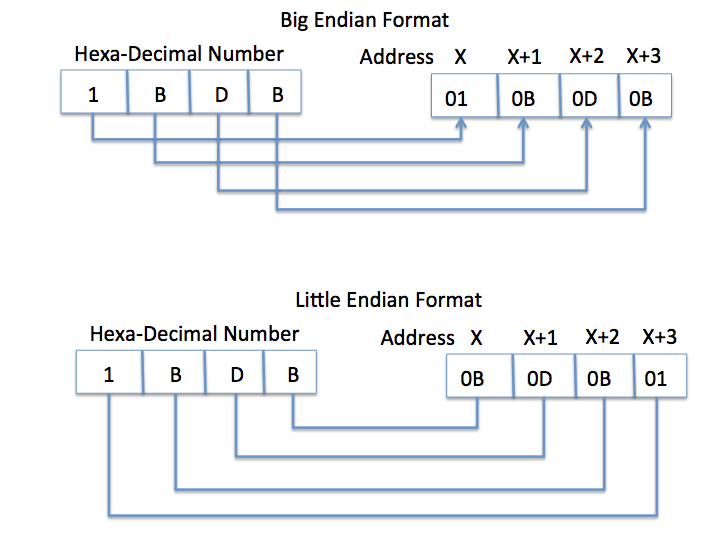 Big Endian Format
Hexa-Decimal Number
Address X X+1 X+2 X+3
1 B D B
01 0B 0D 0B
Little Endian Format
Hexa-Decimal Number
Address X X+1 X+2 X+3
1 B D B
0B 0D 0B 01